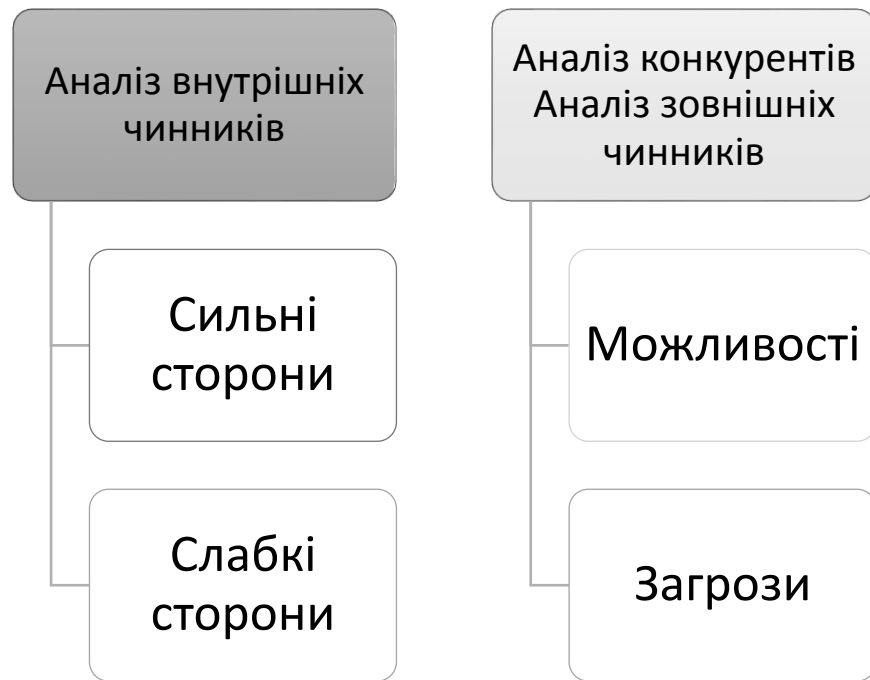 Аналіз внутрішніх
чинників
Сильні
сторони
Слабкі
сторони
Аналіз конкурентів
Аналіз зовнішніх
чинників
Можливості
Загрози